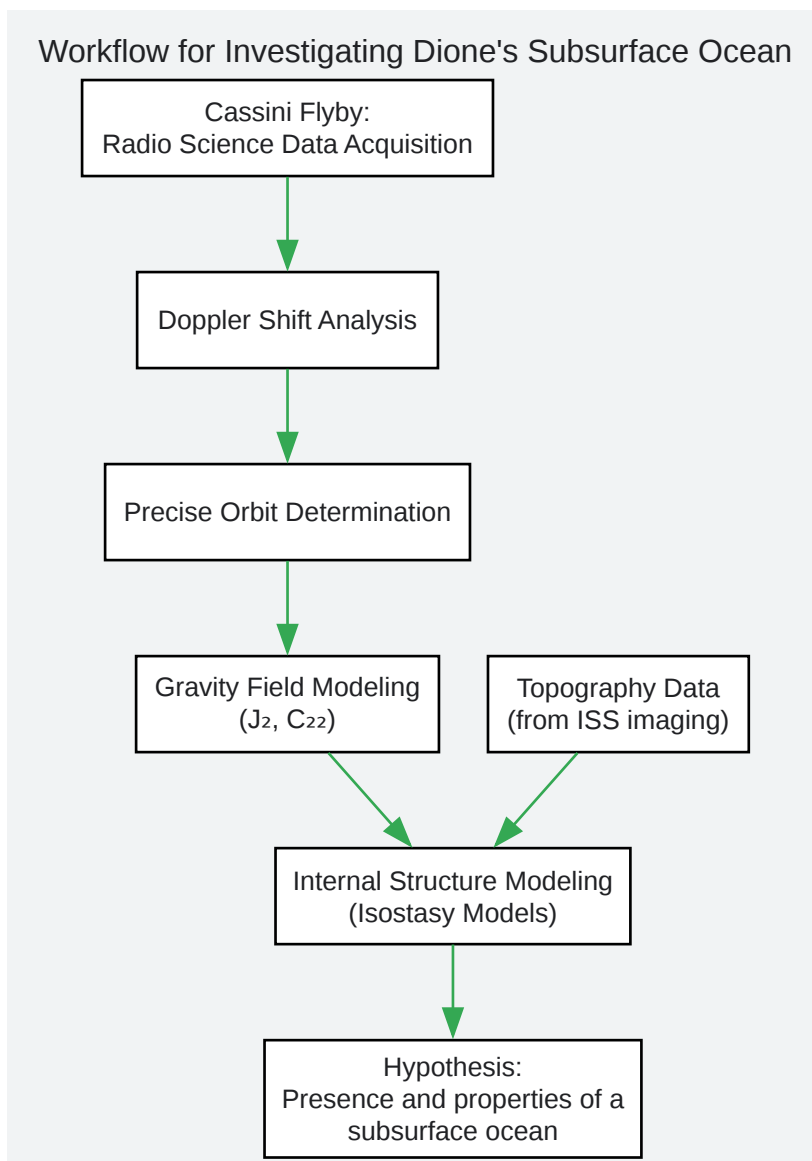 Workflow for Investigating Dione's Subsurface Ocean
Cassini Flyby:
Radio Science Data Acquisition
Doppler Shift Analysis
Precise Orbit Determination
Gravity Field Modeling
(J₂, C₂₂)
Topography Data
(from ISS imaging)
Internal Structure Modeling
(Isostasy Models)
Hypothesis:
Presence and properties of a
subsurface ocean